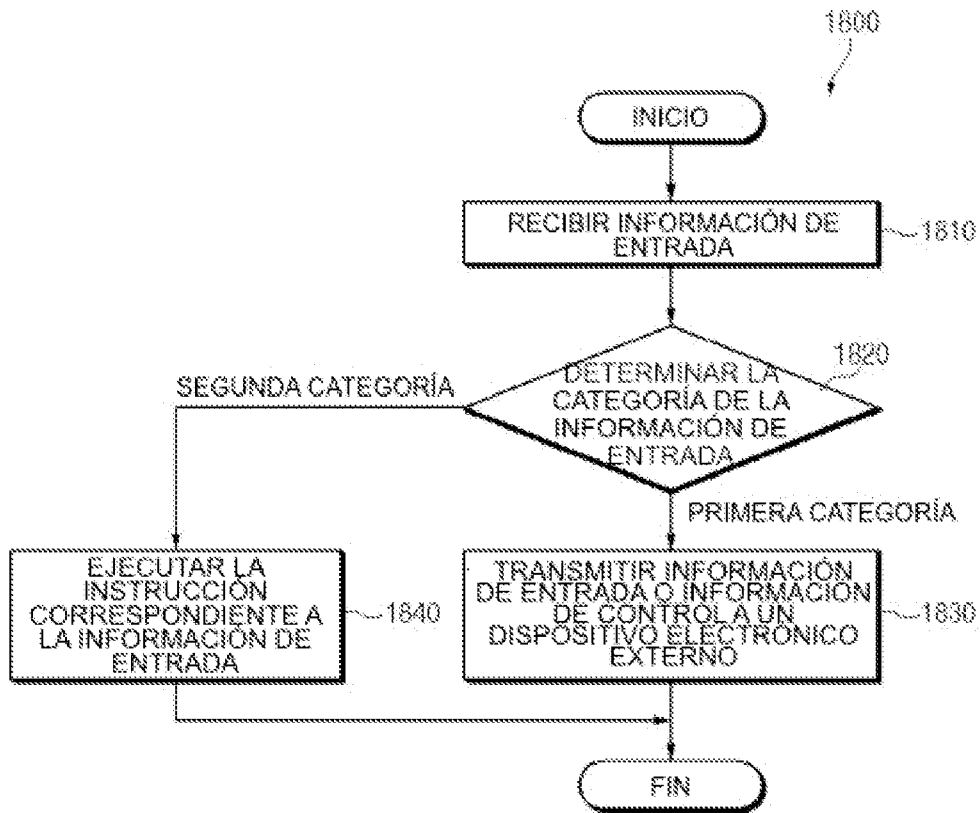 1800
INICIO
RECIBIR INFORMACIÓN DE
ENTRADA
1810
1820
DETERMINAR LA
CATEGORÍA DE LA
INFORMACIÓN DE
ENTRADA
SEGUNDA CATEGORÍA
PRIMERA CATEGORÍA
EJECUTAR LA
INSTRUCCIÓN
CORRESPONDIENTE A
LA INFORMACIÓN DE
ENTRADA
1840
TRANSMITIR INFORMACIÓN
DE ENTRADA O INFORMACIÓN
DE CONTROL A UN
DISPOSITIVO ELECTRÓNICO
EXTERNO
1830
FIN